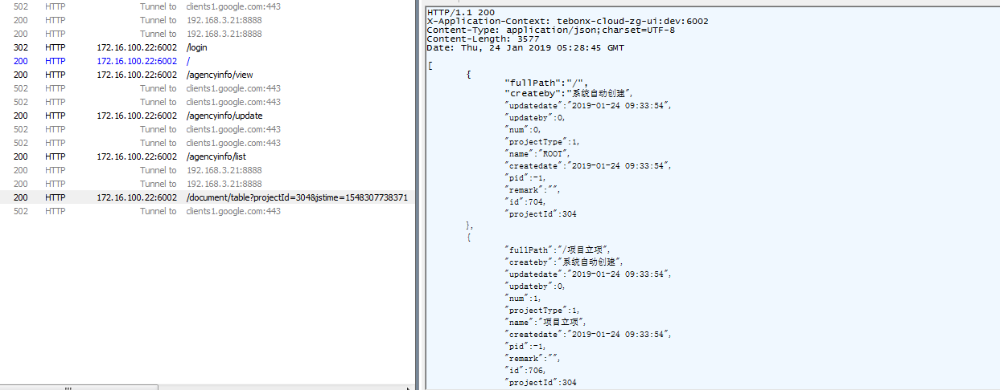 502 HTTP Tunnel to clients1.google.com:443
200 HTTP Tunnel to 192.168.3.21:8888
200 HTTP Tunnel to 192.168.3.21:8888
302 HTTP 172.16.100.22:6002 /login
200 HTTP 172.16.100.22:6002 /
200 HTTP 172.16.100.22:6002 /agencyinfo/view
502 HTTP Tunnel to clients1.google.com:443
502 HTTP Tunnel to clients1.google.com:443
200 HTTP 172.16.100.22:6002 /agencyinfo/update
502 HTTP Tunnel to clients1.google.com:443
502 HTTP Tunnel to clients1.google.com:443
200 HTTP 172.16.100.22:6002 /agencyinfo/list
200 HTTP Tunnel to 192.168.3.21:8888
200 HTTP Tunnel to 192.168.3.21:8888
200 HTTP 172.16.100.22:6002 /document/table?projectId=304&jstime=1548307738371
502 HTTP Tunnel to clients1.google.com:443
HTTP/1.1 200
X-Application-Context: tebonx-cloud-zg-ui:dev:6002
Content-Type: application/json;charset=UTF-8
Content-Length: 3577
Date: Thu, 24 Jan 2019 05:28:45 GMT
[
{
"fullPath":"/",
"createby":"系统自动创建",
"updatedate":"2019-01-24 09:33:54",
"updateby":0,
"num":0,
"projectType":1,
"name":"ROOT",
"createdate":"2019-01-24 09:33:54",
"pid":-1,
"remark":"",
"id":704,
"projectId":304
},
{
"fullPath":"/项目立项",
"createby":"系统自动创建",
"updatedate":"2019-01-24 09:33:54",
"updateby":0,
"num":1,
"projectType":1,
"name":"项目立项",
"createdate":"2019-01-24 09:33:54",
"pid":-1,
"remark":"",
"id":706,
"projectId":304